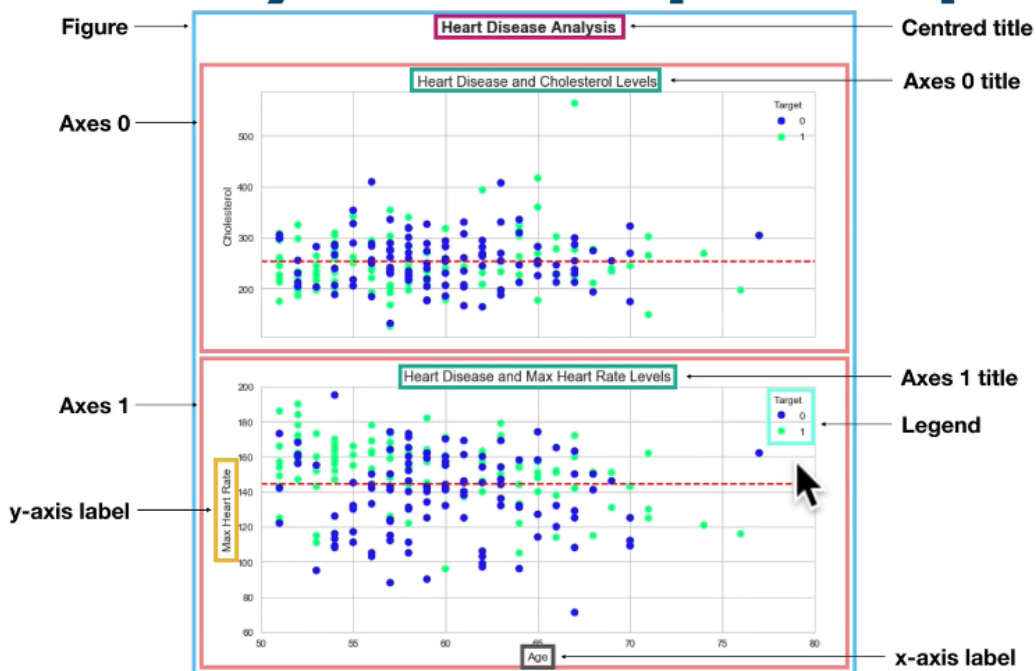 Figure
Heart Disease Analysis
Centred title
Heart Disease and Cholesterol Levels
Axes 0 title
Axes 0
Target
0
1
500
400
300
200
Cholesterol
Heart Disease and Max Heart Rate Levels
Axes 1 title
Axes 1
Target
0
1
Legend
200
180
160
140
120
100
80
60
Max Heart Rate
y-axis label
50
55
60
65
70
75
80
Age
x-axis label